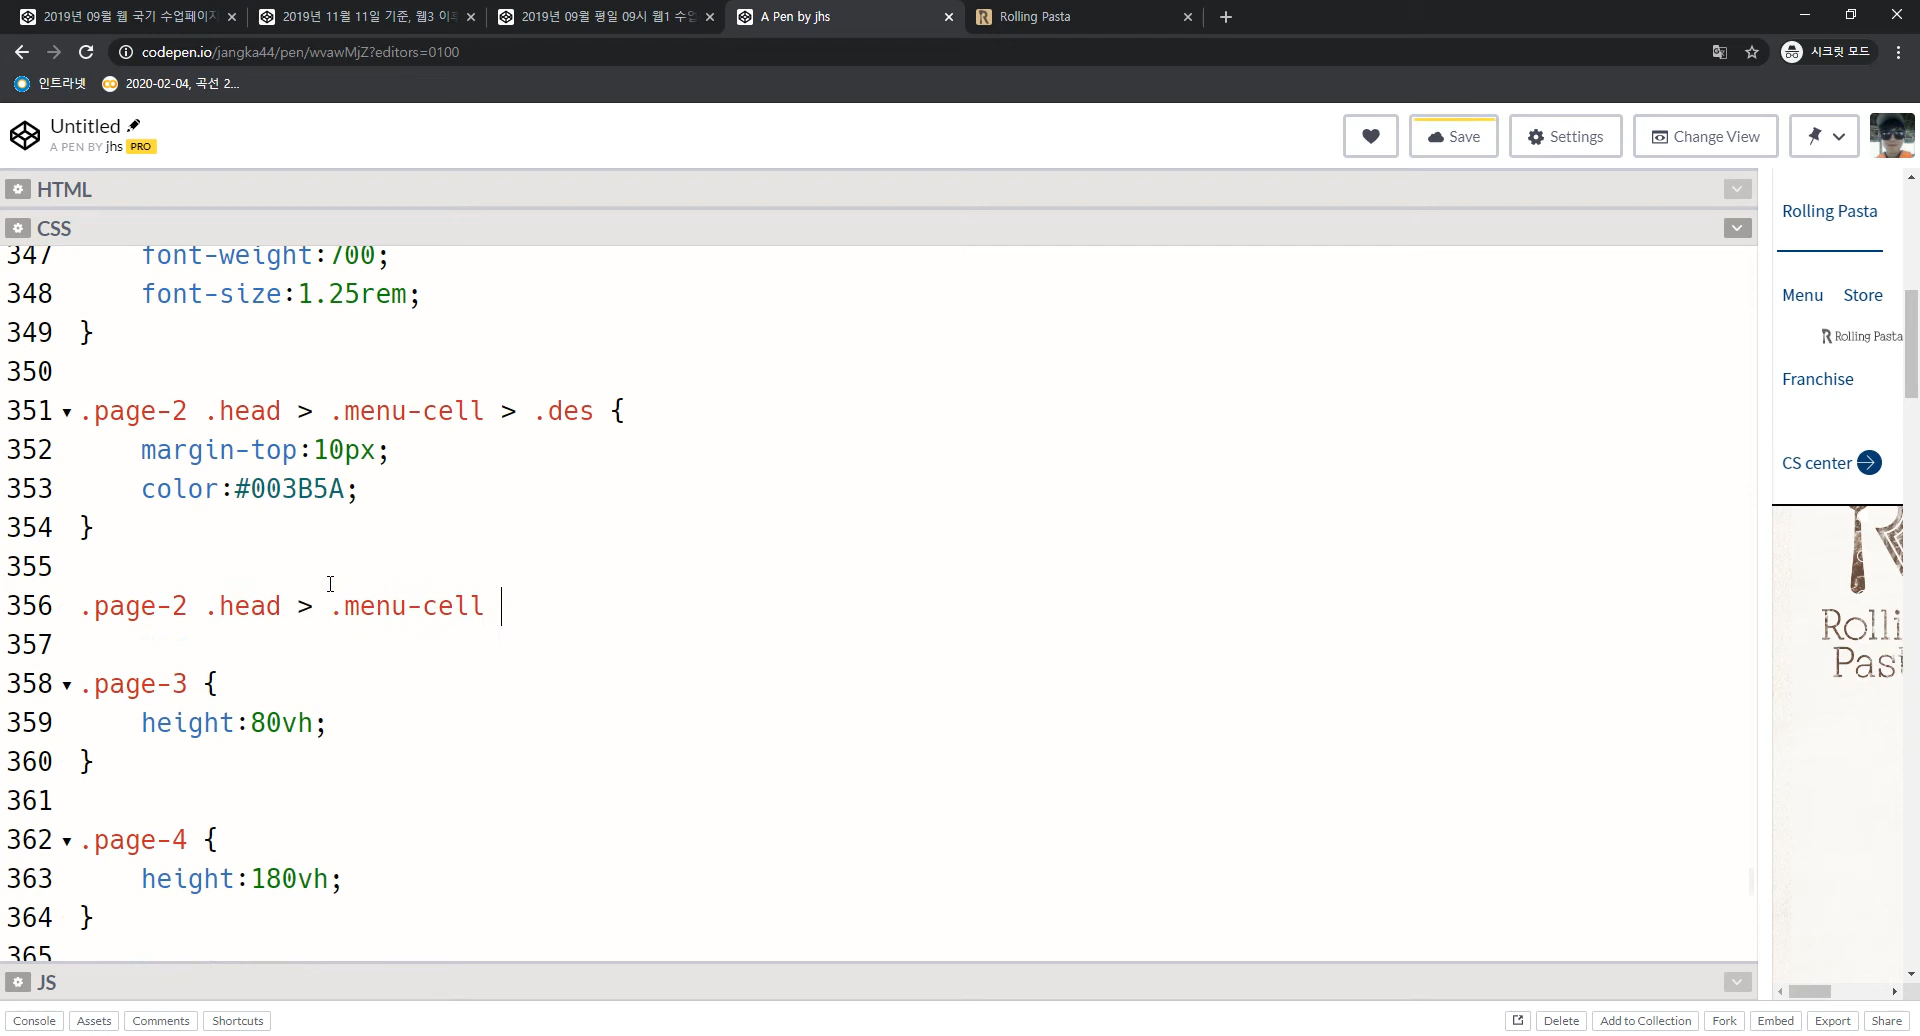 2019년 09월 웹 국기 수업페이지
2019년 11월 11일 기준, 웹3 이
2019년 09월 평일 09시 웹1 수업
A Pen by jhs
Rolling Pasta
codepen.io/jangka44/pen/wvawMjZ?editors=0100
시크릿 모드
인트라넷
2020-02-04, 곡선 2...
Untitled
A PEN BY jhs PRO
Save
Settings
Change View
HTML
CSS
347 font-weight:700;
348 font-size:1.25rem;
349 }
350
351 .page-2 .head > .menu-cell > .des {
352 margin-top:10px;
353 color:#003B5A;
354 }
355
356 .page-2 .head > .menu-cell
357
358 .page-3 {
359 height:80vh;
360 }
361
362 .page-4 {
363 height:180vh;
364 }
365
Rolling Pasta
Menu Store
Rolling Pasta
Franchise
CS center
Rolli
Pas
JS
Console Assets Comments Shortcuts
Delete Add to Collection Fork Embed Export Share